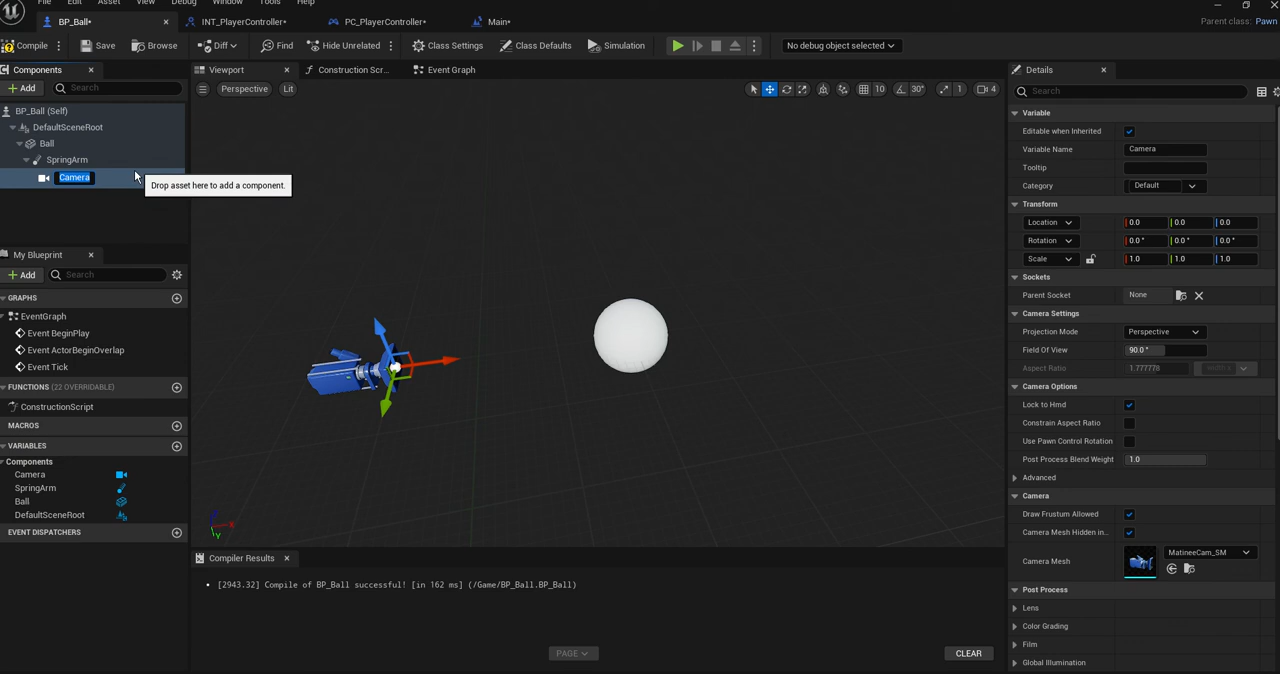 File Edit Asset View Debug Window Tools Help
BP_Ball* INT_PlayerController* PC_PlayerController* Main* Parent class: Pawn
Compile Save Browse Diff Find Hide Unrelated Class Settings Class Defaults Simulation No debug object selected
Components
Add Search
BP_Ball (Self)
DefaultSceneRoot
Ball
SpringArm
Camera
Drop asset here to add a component.
My Blueprint
Add Search
GRAPHS
EventGraph
Event BeginPlay
Event ActorBeginOverlap
Event Tick
FUNCTIONS (22 OVERRIDABLE)
ConstructionScript
MACROS
VARIABLES
Components
Camera
SpringArm
Ball
DefaultSceneRoot
EVENT DISPATCHERS
Viewport Construction Scr... Event Graph
Perspective Lit 10 30° 1 4
X
Y
Compiler Results
• [2943.32] Compile of BP_Ball successful! [in 162 ms] (/Game/BP_Ball.BP_Ball)
PAGE CLEAR
Details
Search
Variable
Editable when Inherited
Variable Name Camera
Tooltip
Category Default
Transform
Location 0.0 0.0 0.0
Rotation 0.0 ° 0.0 ° 0.0 °
Scale 1.0 1.0 1.0
Sockets
Parent Socket None
Camera Settings
Projection Mode Perspective
Field Of View 90.0 °
Aspect Ratio 1.777778
Camera Options
Lock to Hmd
Constrain Aspect Ratio
Use Pawn Control Rotation
Post Process Blend Weight 1.0
Advanced
Camera
Draw Frustum Allowed
Camera Mesh Hidden in..
Camera Mesh MatineeCam_SM
Post Process
Lens
Color Grading
Film
Global Illumination